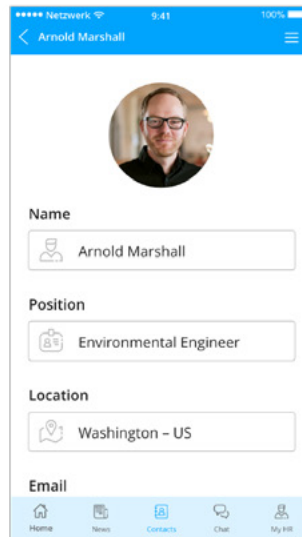 Netzwerk 9:41 100%
Arnold Marshall
Name
Arnold Marshall
Position
Environmental Engineer
Location
Washington – US
Email
Home News Contacts Chat My HR